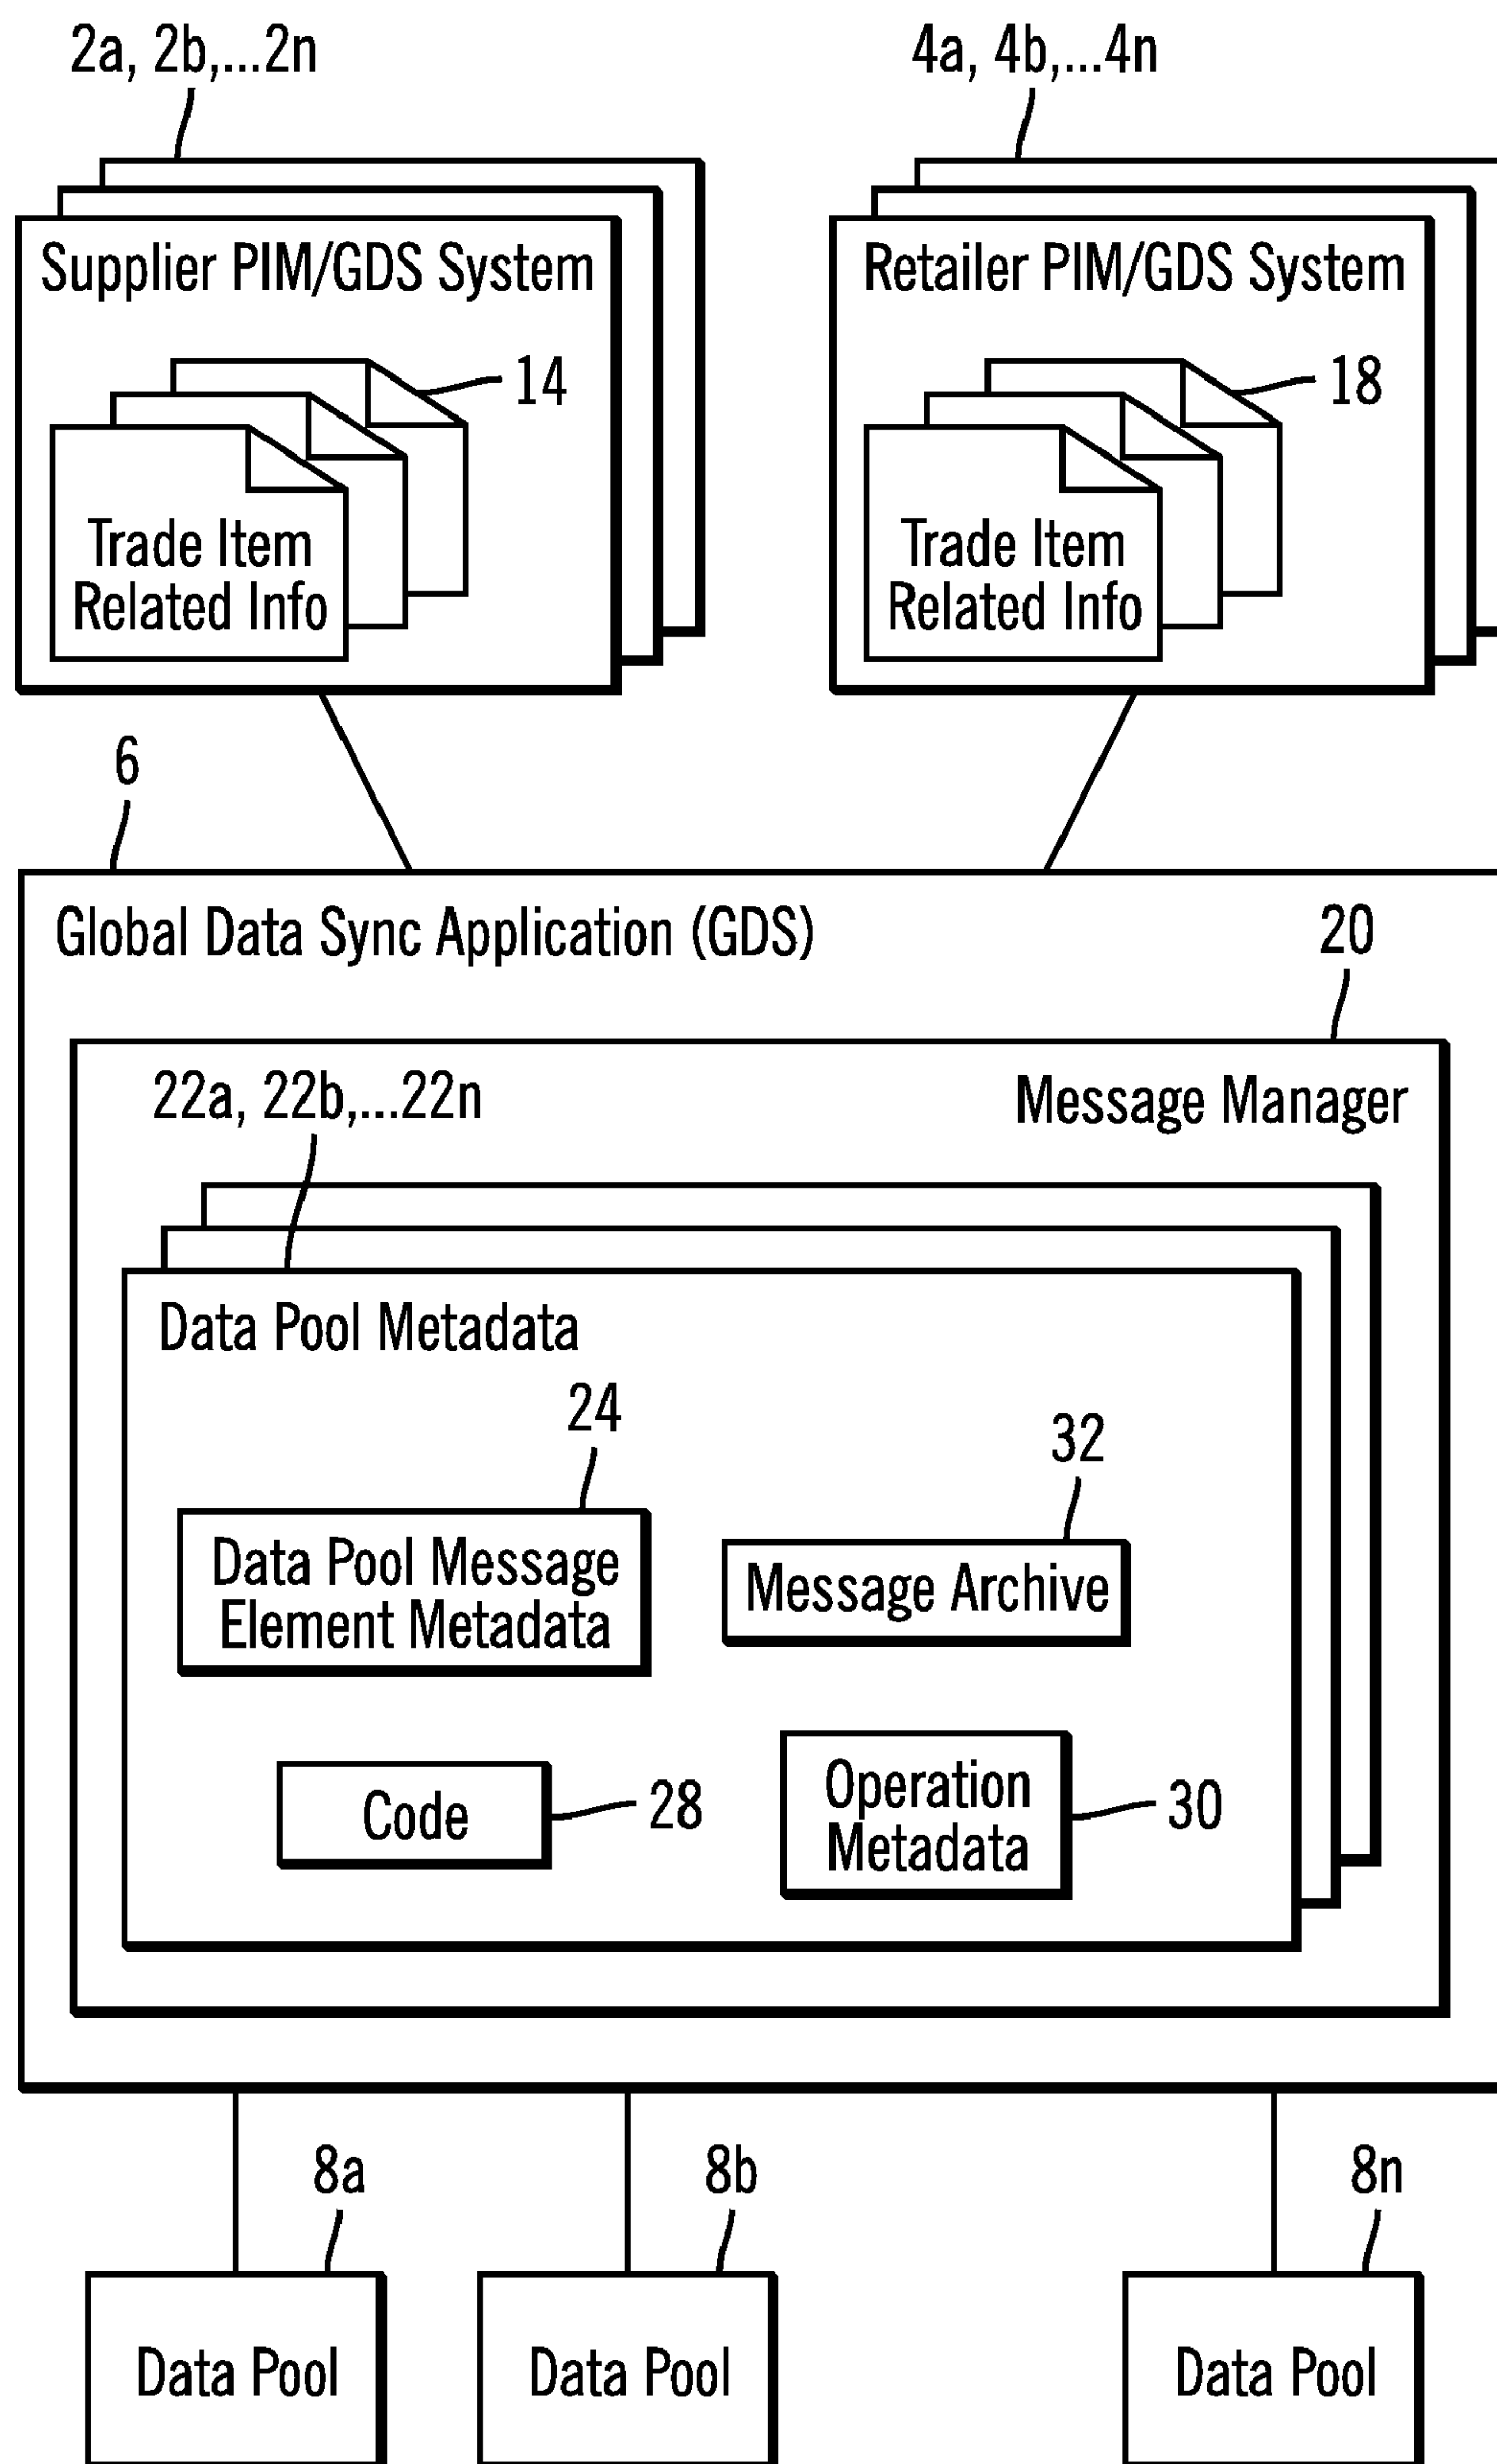 2a, 2b,...2n
4a, 4b,...4n
Supplier PIM/GDS System
14
Trade Item
Related Info
Retailer PIM/GDS System
18
Trade Item
Related Info
6
Global Data Sync Application (GDS)
20
Message Manager
22a, 22b,...22n
Data Pool Metadata
24
Data Pool Message
Element Metadata
32
Message Archive
Code
28
Operation
Metadata
30
8a
Data Pool
8b
Data Pool
8n
Data Pool